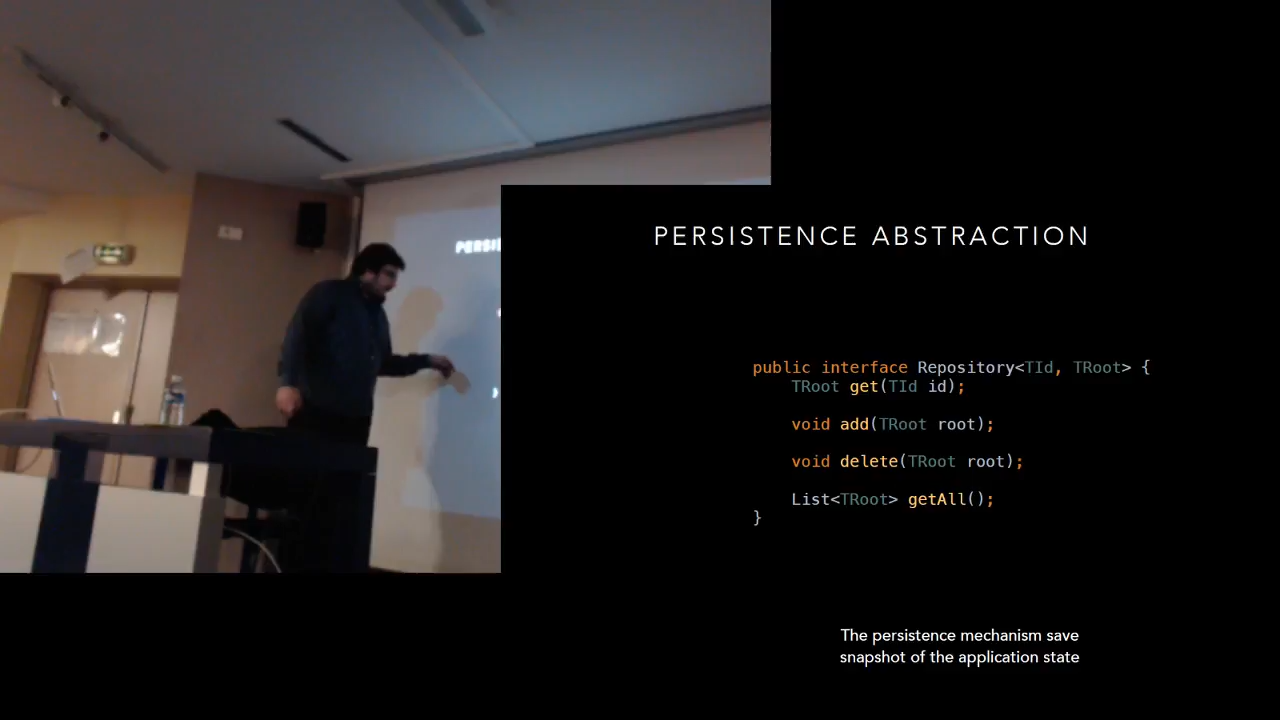 PERSISTENCE ABSTRACTION
public interface Repository<TId, TRoot> {
TRoot get(TId id);
void add(TRoot root);
void delete(TRoot root);
List<TRoot> getAll();
}
The persistence mechanism save
snapshot of the application state